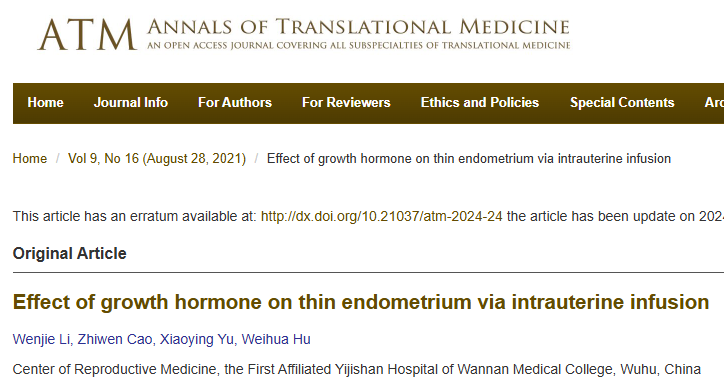 ATM ANNALS OF TRANSLATIONAL MEDICINE
AN OPEN ACCESS JOURNAL COVERING ALL SUBSPECIALTIES OF TRANSLATIONAL MEDICINE
Home Journal Info For Authors For Reviewers Ethics and Policies Special Contents
Home / Vol 9, No 16 (August 28, 2021) / Effect of growth hormone on thin endometrium via intrauterine infusion
This article has an erratum available at: http://dx.doi.org/10.21037/atm-2024-24 the article has been update on
Original Article
Effect of growth hormone on thin endometrium via intrauterine infusion
Wenjie Li, Zhiwen Cao, Xiaoying Yu, Weihua Hu
Center of Reproductive Medicine, the First Affiliated Yijishan Hospital of Wannan Medical College, Wuhu, China